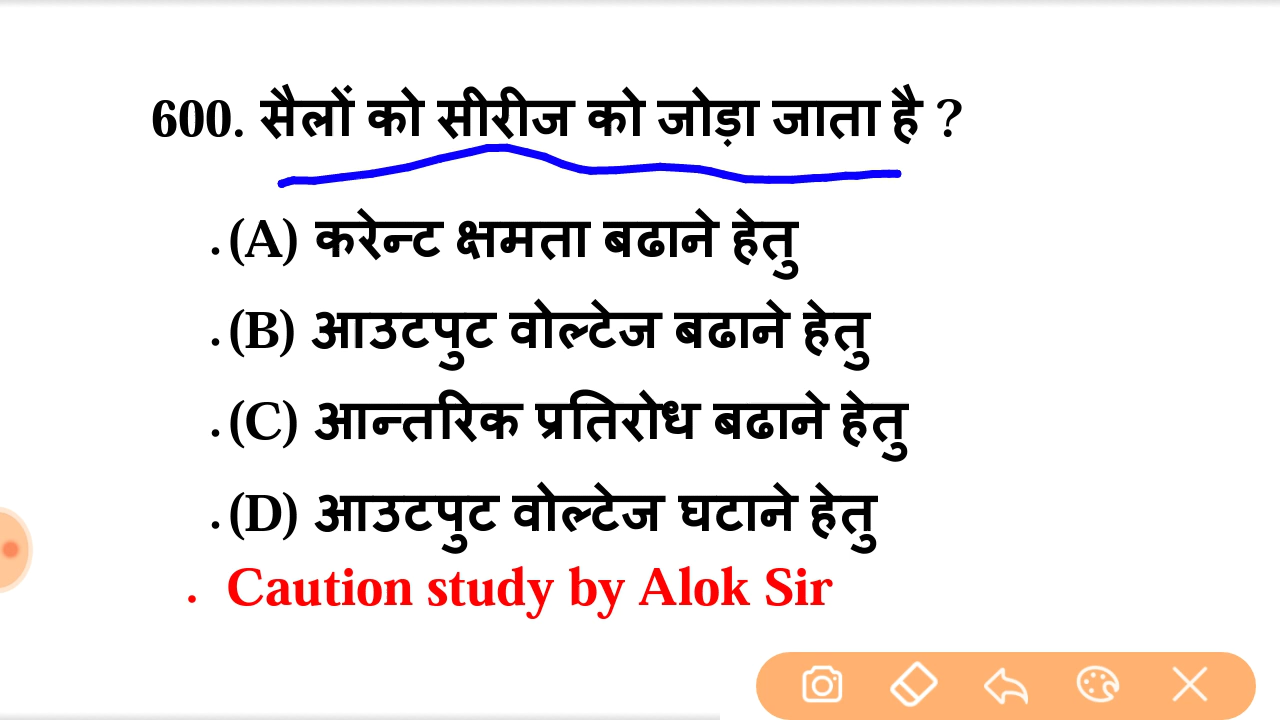 600. सैलों को सीरीज को जोड़ा जाता है ?
.(A) करेन्ट क्षमता बढाने हेतु
.(B) आउटपुट वोल्टेज बढाने हेतु
.(C) आन्तरिक प्रतिरोध बढाने हेतु
.(D) आउटपुट वोल्टेज घटाने हेतु
. Caution study by Alok Sir